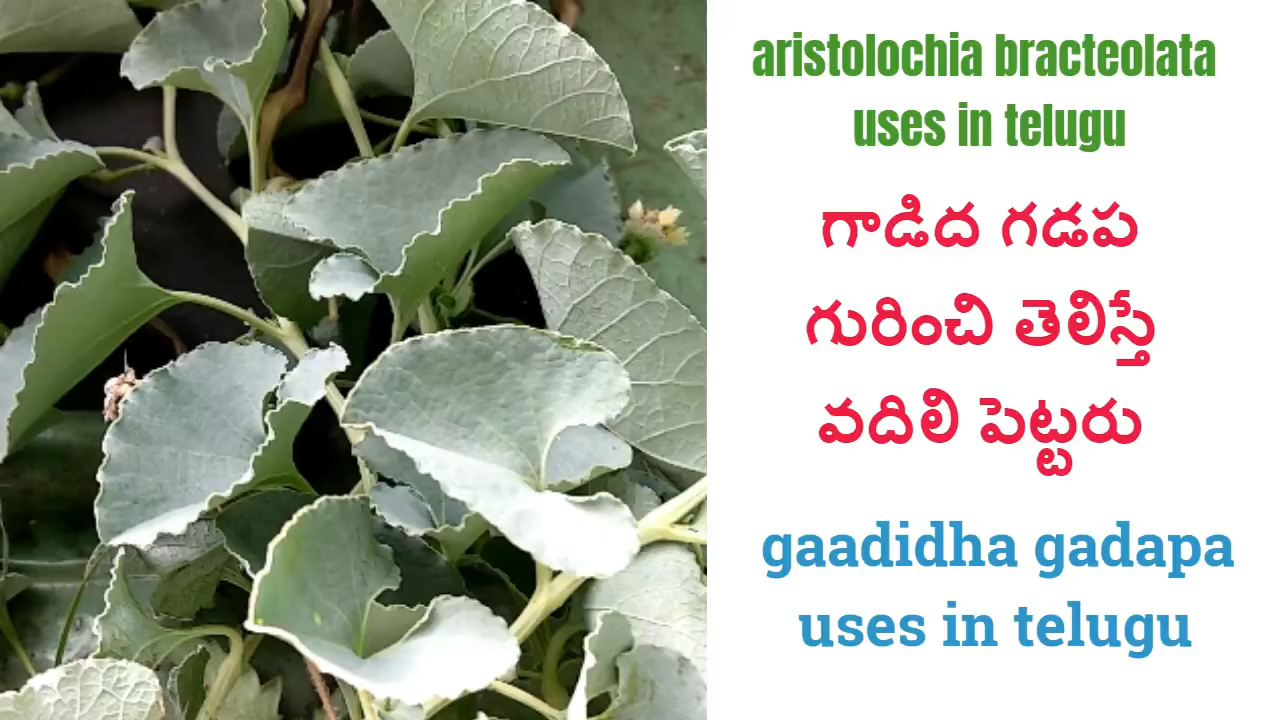 aristolochia bracteolata
uses in telugu
గాడిద గడప
గురించి తెలిస్తే
వదిలి పెట్టరు
gaadidha gadapa
uses in telugu